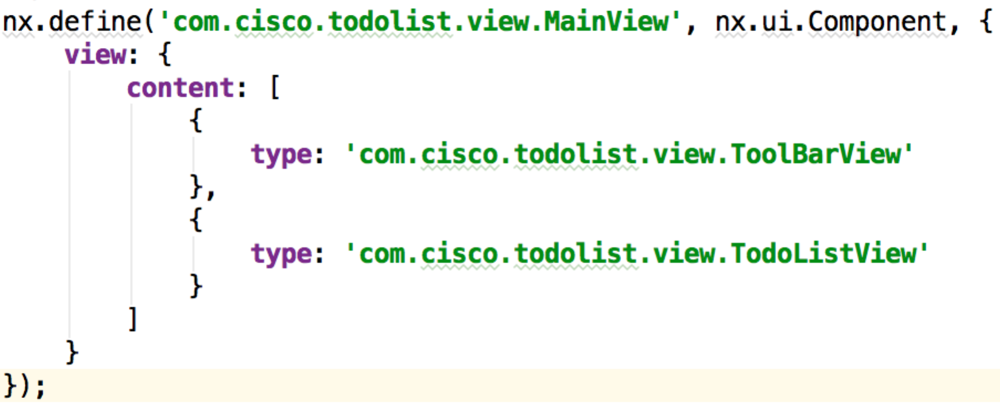 nx.define('com.cisco.todolist.view.MainView', nx.ui.Component, {
    view: {
        content: [
            {
                type: 'com.cisco.todolist.view.ToolBarView'
            },
            {
                type: 'com.cisco.todolist.view.TodoListView'
            }
        ]
    }
});